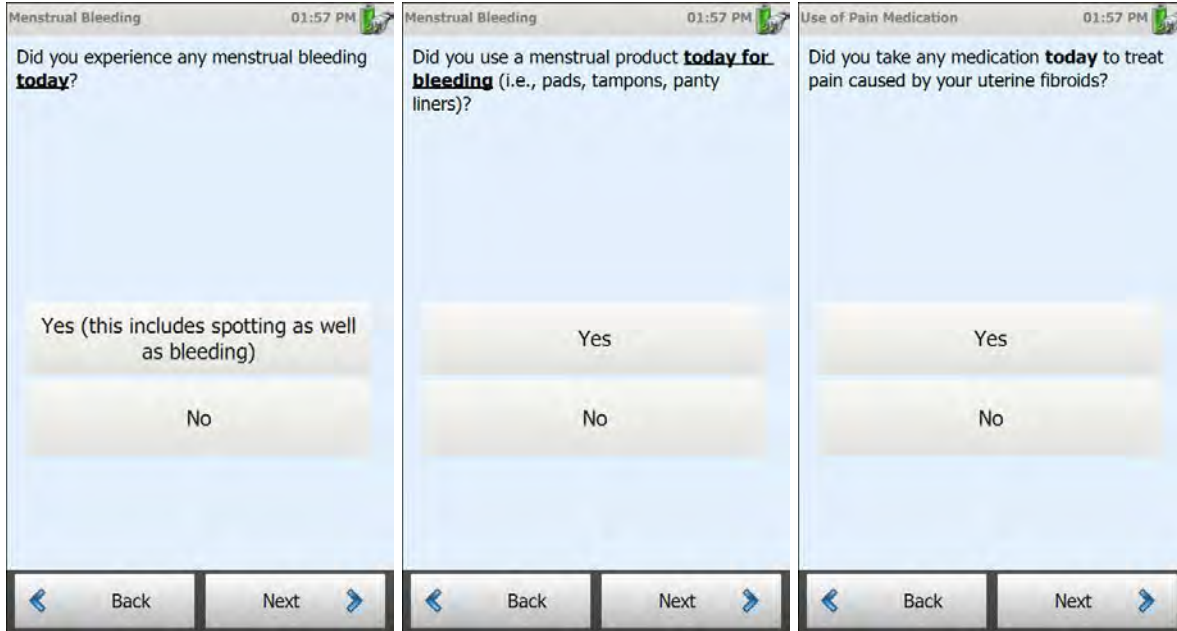 Menstrual Bleeding 01:57 PM
Did you experience any menstrual bleeding
today?
Yes (this includes spotting as well
as bleeding)
No
Back Next
Menstrual Bleeding 01:57 PM
Did you use a menstrual product today for
bleeding (i.e., pads, tampons, panty
liners)?
Yes
No
Back Next
Use of Pain Medication 01:57 PM
Did you take any medication today to treat
pain caused by your uterine fibroids?
Yes
No
Back Next